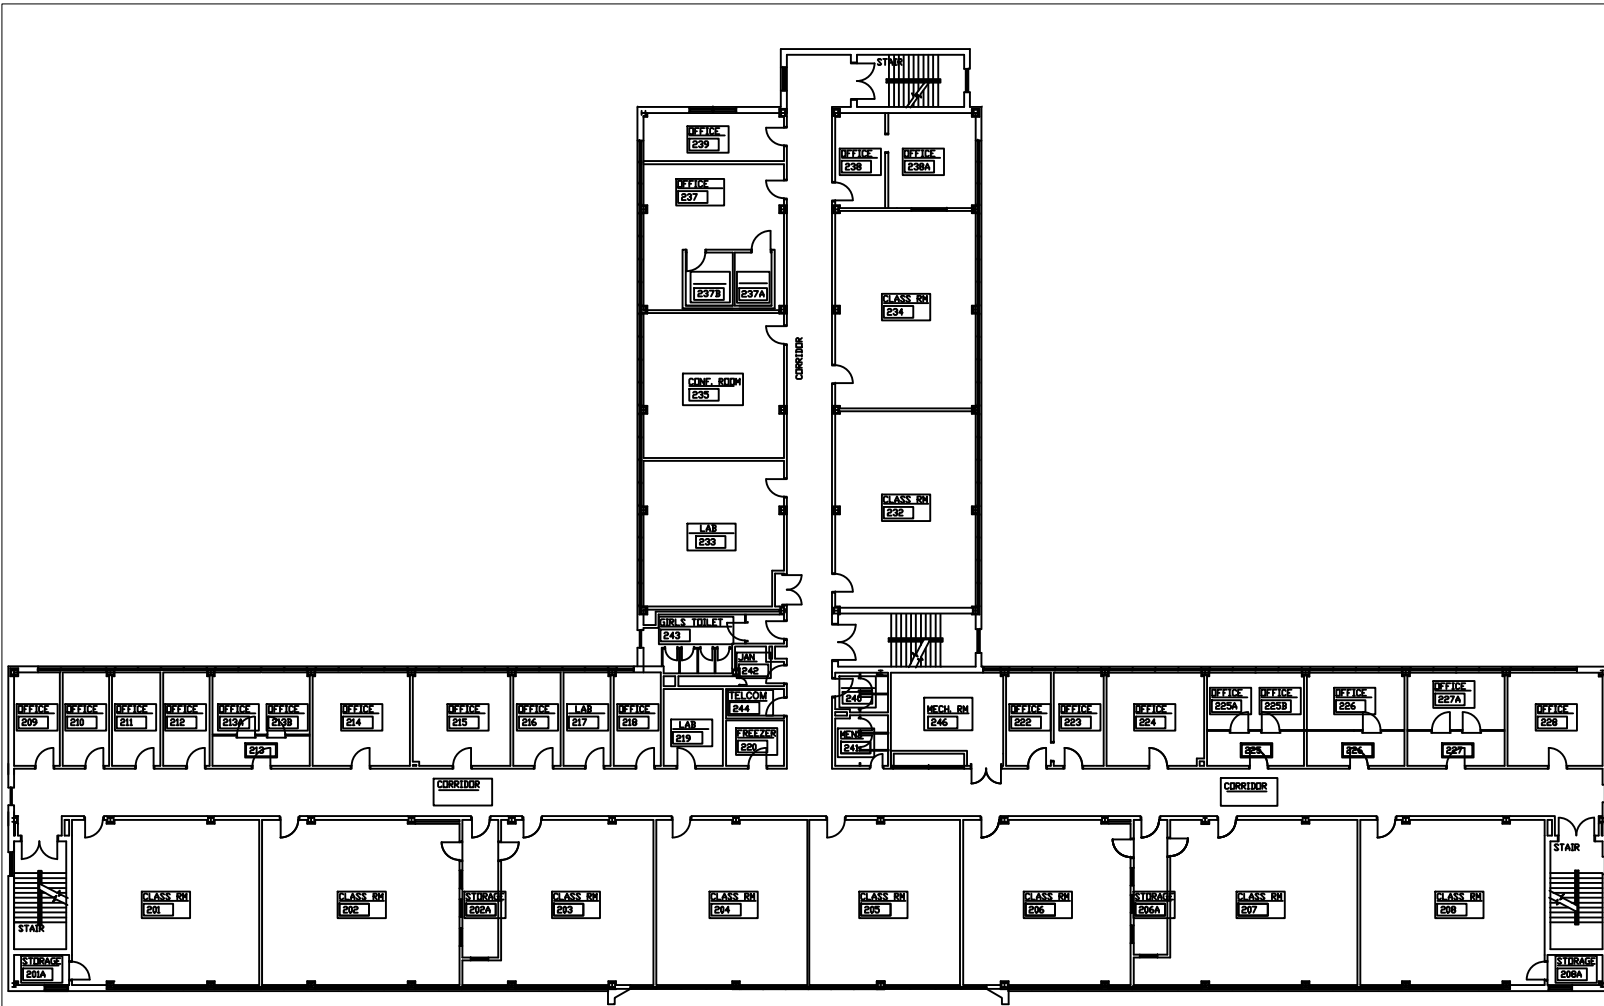 STAIR
OFFICE
239
OFFICE
238
OFFICE
238A
OFFICE
237
237B
237A
CLASS RM
234
CORRIDOR
CONF. ROOM
235
CLASS RM
232
LAB
233
GIRLS TOILET
243
JAN
242
TELCOM
244
240
MENS
241
MECH. RM
246
OFFICE
209
OFFICE
210
OFFICE
211
OFFICE
212
OFFICE
213A
OFFICE
213B
213
OFFICE
214
OFFICE
215
OFFICE
216
LAB
217
OFFICE
218
LAB
219
FREEZER
220
OFFICE
222
OFFICE
223
OFFICE
224
OFFICE
225A
OFFICE
225B
225
OFFICE
226
226
OFFICE
227A
227
OFFICE
228
CORRIDOR
CORRIDOR
STAIR
CLASS RM
201
CLASS RM
202
STORAGE
202A
CLASS RM
203
CLASS RM
204
CLASS RM
205
CLASS RM
206
STORAGE
206A
CLASS RM
207
CLASS RM
208
STAIR
STORAGE
201A
STORAGE
208A